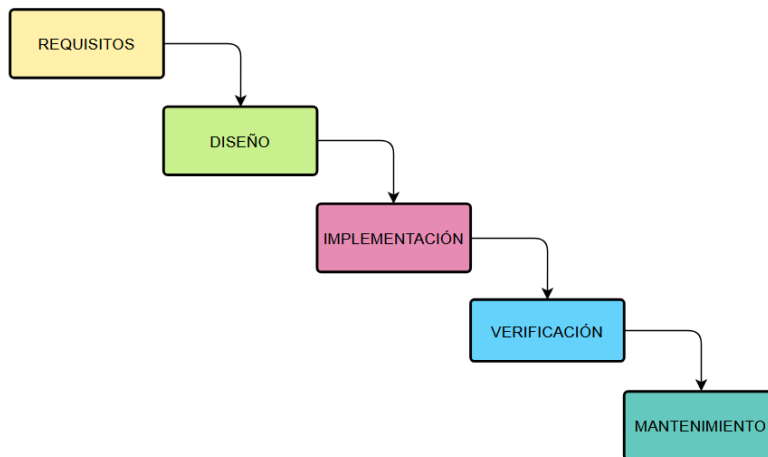 REQUISITOS
DISEÑO
IMPLEMENTACIÓN
VERIFICACIÓN
MANTENIMIENTO